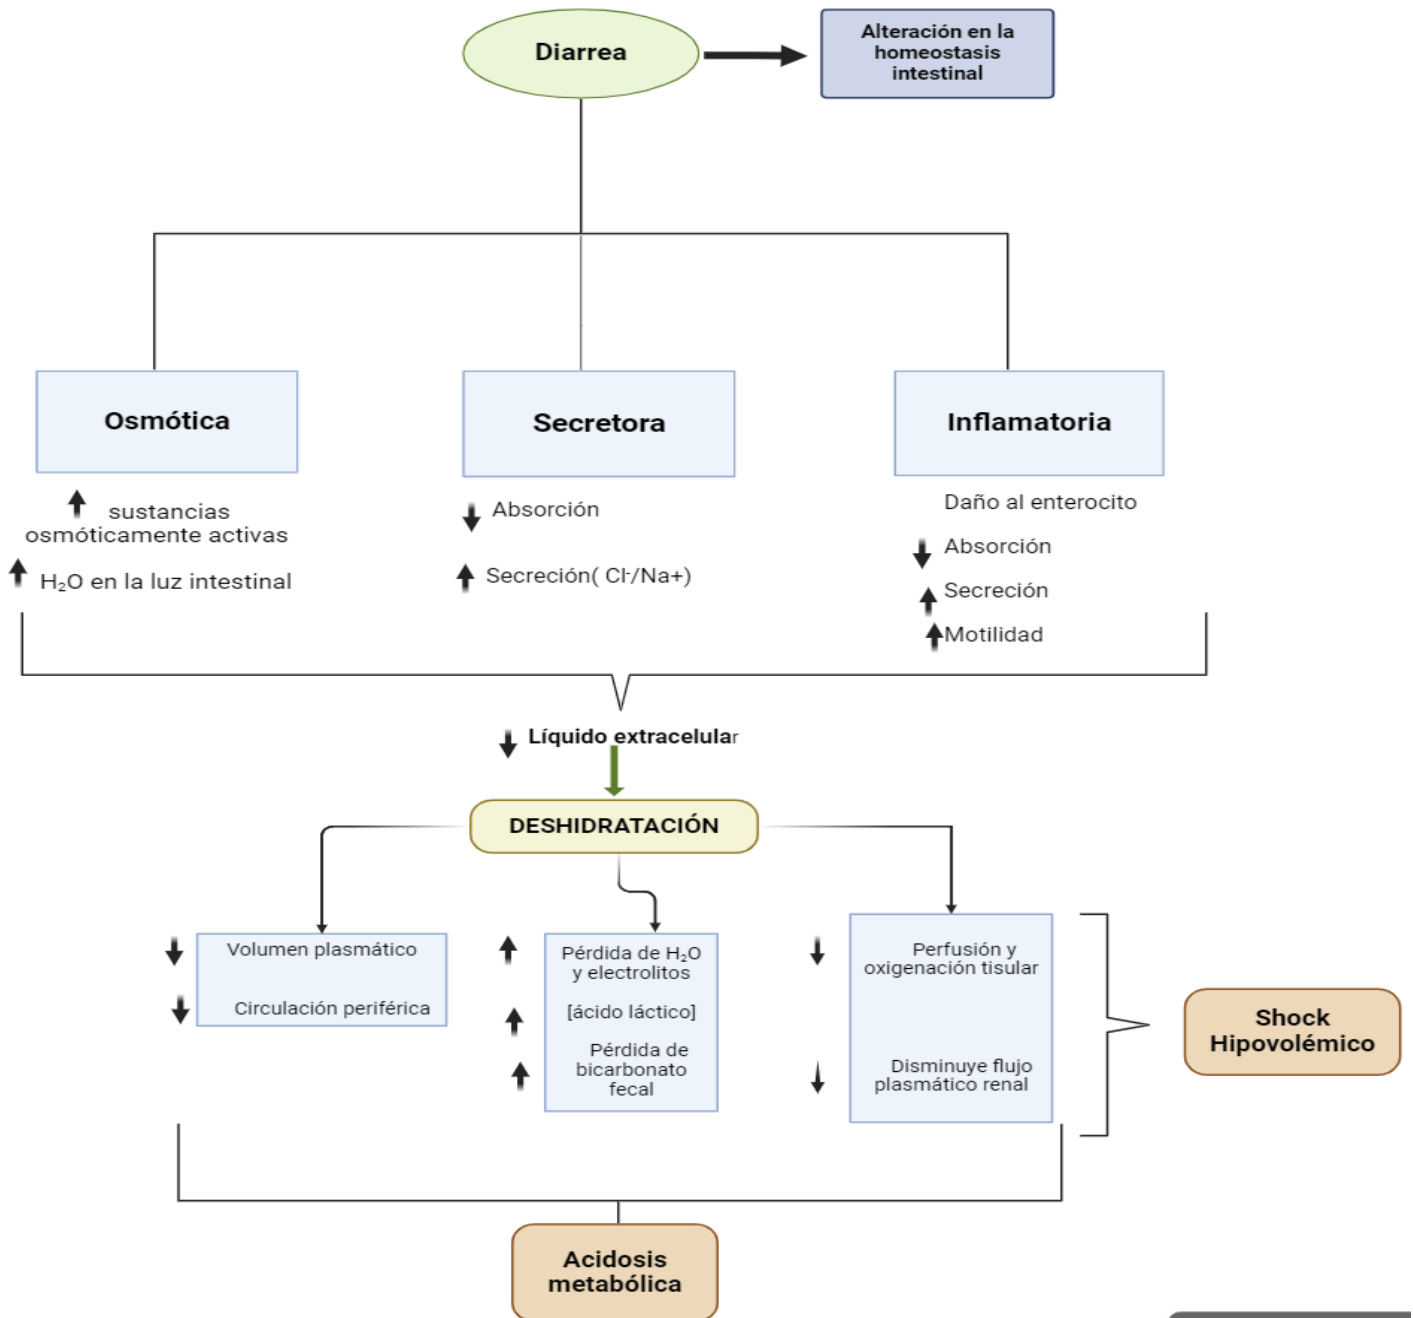 Diarrea
Alteración en la
homeostasis
intestinal
Osmótica
sustancias
osmóticamente activas
H₂O en la luz intestinal
Secretora
Absorción
Secreción( Cl⁻/Na+)
Inflamatoria
Daño al enterocito
Absorción
Secreción
Motilidad
Líquido extracelular
DESHIDRATACIÓN
Volumen plasmático
Circulación periférica
Pérdida de H₂O
y electrolitos
[ácido láctico]
Pérdida de
bicarbonato
fecal
Perfusión y
oxigenación tisular
Disminuye flujo
plasmático renal
Shock
Hipovolémico
Acidosis
metabólica